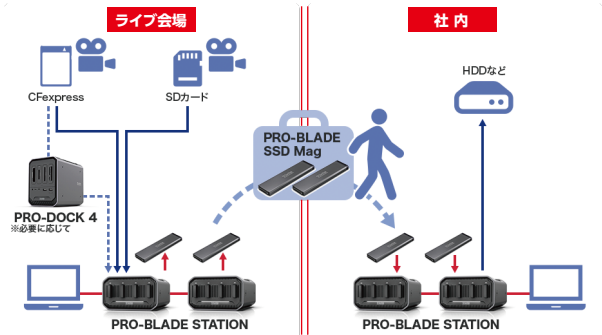 ライブ会場
社内
CFexpress
SDカード
HDDなど
PRO-BLADE
SSD Mag
PRO-DOCK 4
※必要に応じて
PRO-BLADE STATION
PRO-BLADE STATION